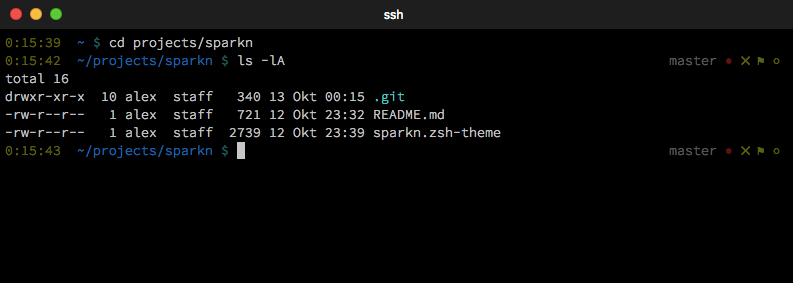 ssh
0:15:39  ~ $ cd projects/sparkn
0:15:42  ~/projects/sparkn $ ls -lA master
total 16
drwxr-xr-x  10 alex  staff   340 13 Okt 00:15 .git
-rw-r--r--   1 alex  staff   721 12 Okt 23:32 README.md
-rw-r--r--   1 alex  staff  2739 12 Okt 23:39 sparkn.zsh-theme
0:15:43  ~/projects/sparkn $ master